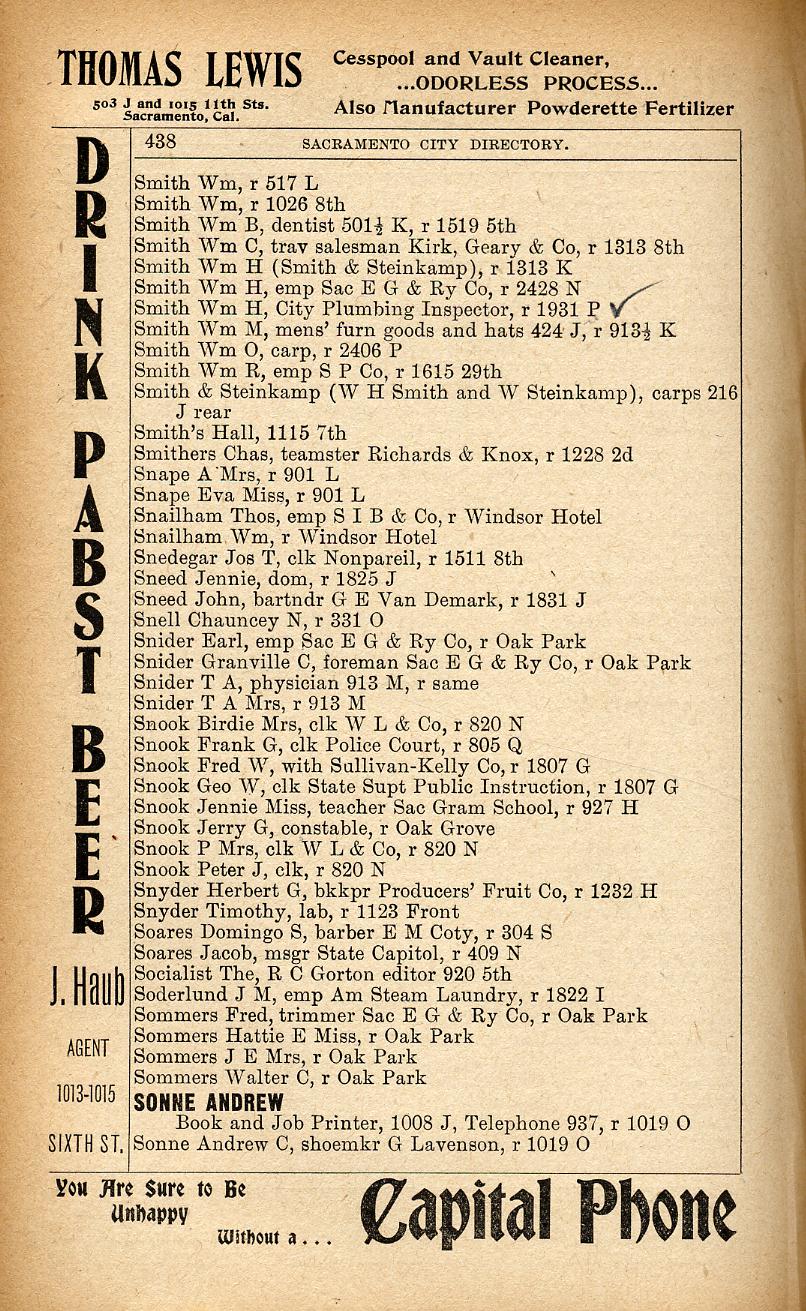 THOMAS LEWIS
503 J and 1015 11th Sts.
Sacramento, Cal.
Cesspool and Vault Cleaner,
...ODORLESS PROCESS...
Also Manufacturer Powderette Fertilizer
438 SACRAMENTO CITY DIRECTORY.
Smith Wm, r 517 L
Smith Wm, r 1026 8th
Smith Wm B, dentist 501½ K, r 1519 5th
Smith Wm C, trav salesman Kirk, Geary & Co, r 1313 8th
Smith Wm H (Smith & Steinkamp), r 1313 K
Smith Wm H, emp Sac E G & Ry Co, r 2428 N
Smith Wm H, City Plumbing Inspector, r 1931 P
Smith Wm M, mens' furn goods and hats 424 J, r 913½ K
Smith Wm O, carp, r 2406 P
Smith Wm R, emp S P Co, r 1615 29th
Smith & Steinkamp (W H Smith and W Steinkamp), carps 216
J rear
Smith's Hall, 1115 7th
Smithers Chas, teamster Richards & Knox, r 1228 2d
Snape A Mrs, r 901 L
Snape Eva Miss, r 901 L
Snailham Thos, emp S I B & Co, r Windsor Hotel
Snailham Wm, r Windsor Hotel
Snedegar Jos T, clk Nonpareil, r 1511 8th
Sneed Jennie, dom, r 1825 J
Sneed John, bartndr G E Van Demark, r 1831 J
Snell Chauncey N, r 331 O
Snider Earl, emp Sac E G & Ry Co, r Oak Park
Snider Granville C, foreman Sac E G & Ry Co, r Oak Park
Snider T A, physician 913 M, r same
Snider T A Mrs, r 913 M
Snook Birdie Mrs, clk W L & Co, r 820 N
Snook Frank G, clk Police Court, r 805 Q
Snook Fred W, with Sullivan-Kelly Co, r 1807 G
Snook Geo W, clk State Supt Public Instruction, r 1807 G
Snook Jennie Miss, teacher Sac Gram School, r 927 H
Snook Jerry G, constable, r Oak Grove
Snook P Mrs, clk W L & Co, r 820 N
Snook Peter J, clk, r 820 N
Snyder Herbert G, bkkpr Producers' Fruit Co, r 1232 H
Snyder Timothy, lab, r 1123 Front
Soares Domingo S, barber E M Coty, r 304 S
Soares Jacob, msgr State Capitol, r 409 N
Socialist The, R C Gorton editor 920 5th
Soderlund J M, emp Am Steam Laundry, r 1822 I
Sommers Fred, trimmer Sac E G & Ry Co, r Oak Park
Sommers Hattie E Miss, r Oak Park
Sommers J E Mrs, r Oak Park
Sommers Walter C, r Oak Park
SONNE ANDREW
Book and Job Printer, 1008 J, Telephone 937, r 1019 O
Sonne Andrew C, shoemkr G Lavenson, r 1019 O
DRINK
PABST
BEER
J. Haub
AGENT
1013-1015
SIXTH ST.
You Are Sure to Be
Unhappy
Without a...
Capital Phone